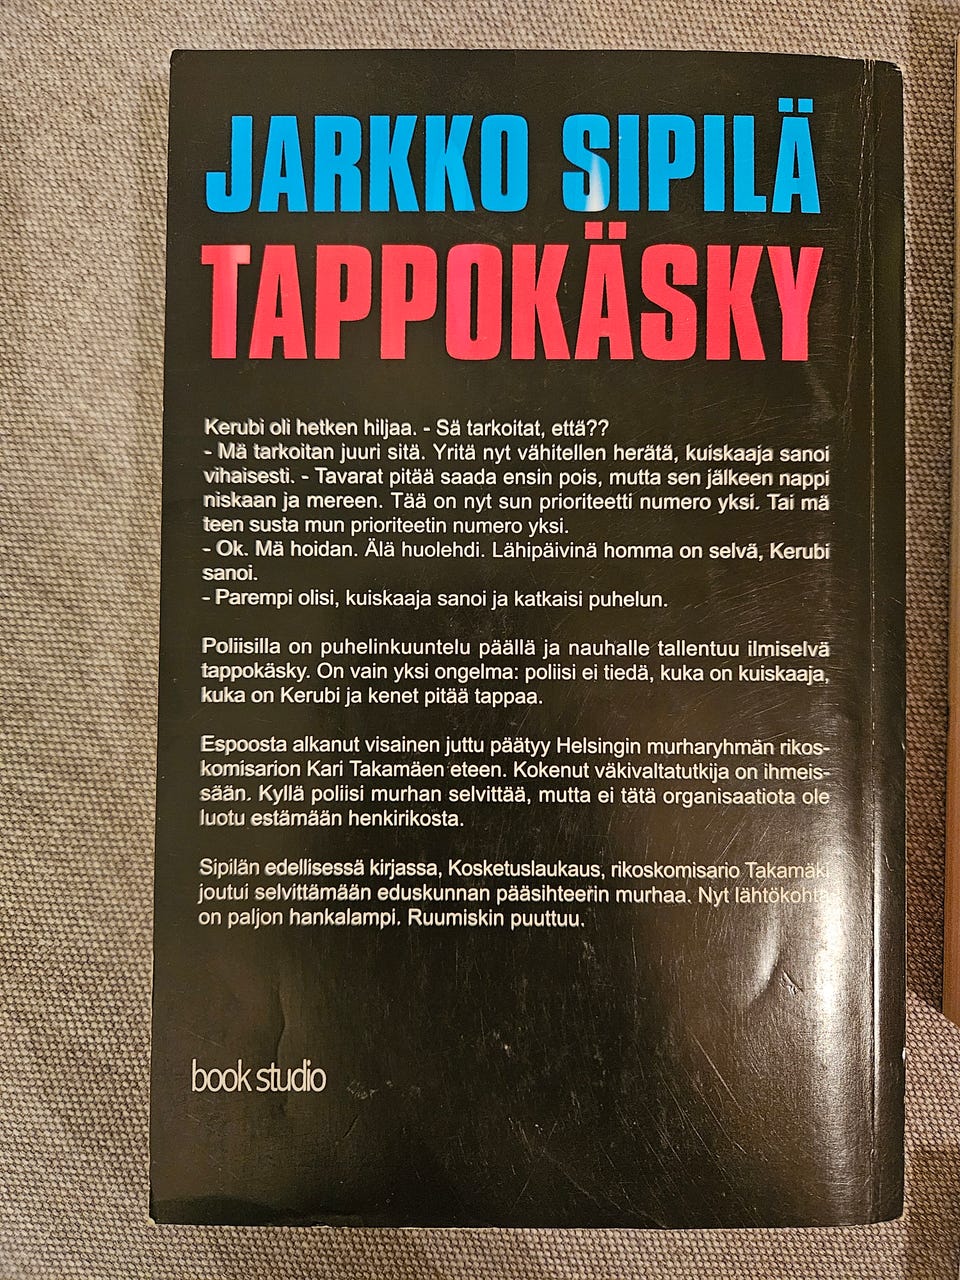 JARKKO SIPILÄ
TAPPOKÄSKY
Kerubi oli hetken hiljaa. - Sä tarkoitat, että??
- Mä tarkoitan juuri sitä. Yritä nyt vähitellen herätä, kuiskaaja sanoi
vihaisesti. - Tavarat pitää saada ensin pois, mutta sen jälkeen nappi
niskaan ja mereen. Tää on nyt sun prioriteetti numero yksi. Tai mä
teen susta mun prioriteetin numero yksi.
- Ok. Mä hoidan. Älä huolehdi. Lähipäivinä homma on selvä, Kerubi
sanoi.
- Parempi olisi, kuiskaaja sanoi ja katkaisi puhelun.
Poliisilla on puhelinkuuntelu päällä ja nauhalle tallentuu ilmiselvä
tappokäsky. On vain yksi ongelma: poliisi ei tiedä, kuka on kuiskaaja,
kuka on Kerubi ja kenet pitää tappaa.
Espoosta alkanut visainen juttu päätyy Helsingin murharyhmän rikos-
komisarion Kari Takamäen eteen. Kokenut väkivaltatutkija on ihmeis-
sään. Kyllä poliisi murhan selvittää, mutta ei tätä organisaatiota ole
luotu estämään henkirikosta.
Sipilän edellisessä kirjassa, Kosketuslaukaus, rikoskomisario Takamäki
joutui selvittämään eduskunnan pääsihteerin murhaa. Nyt lähtökohta
on paljon hankalampi. Ruumiskin puuttuu.
book studio